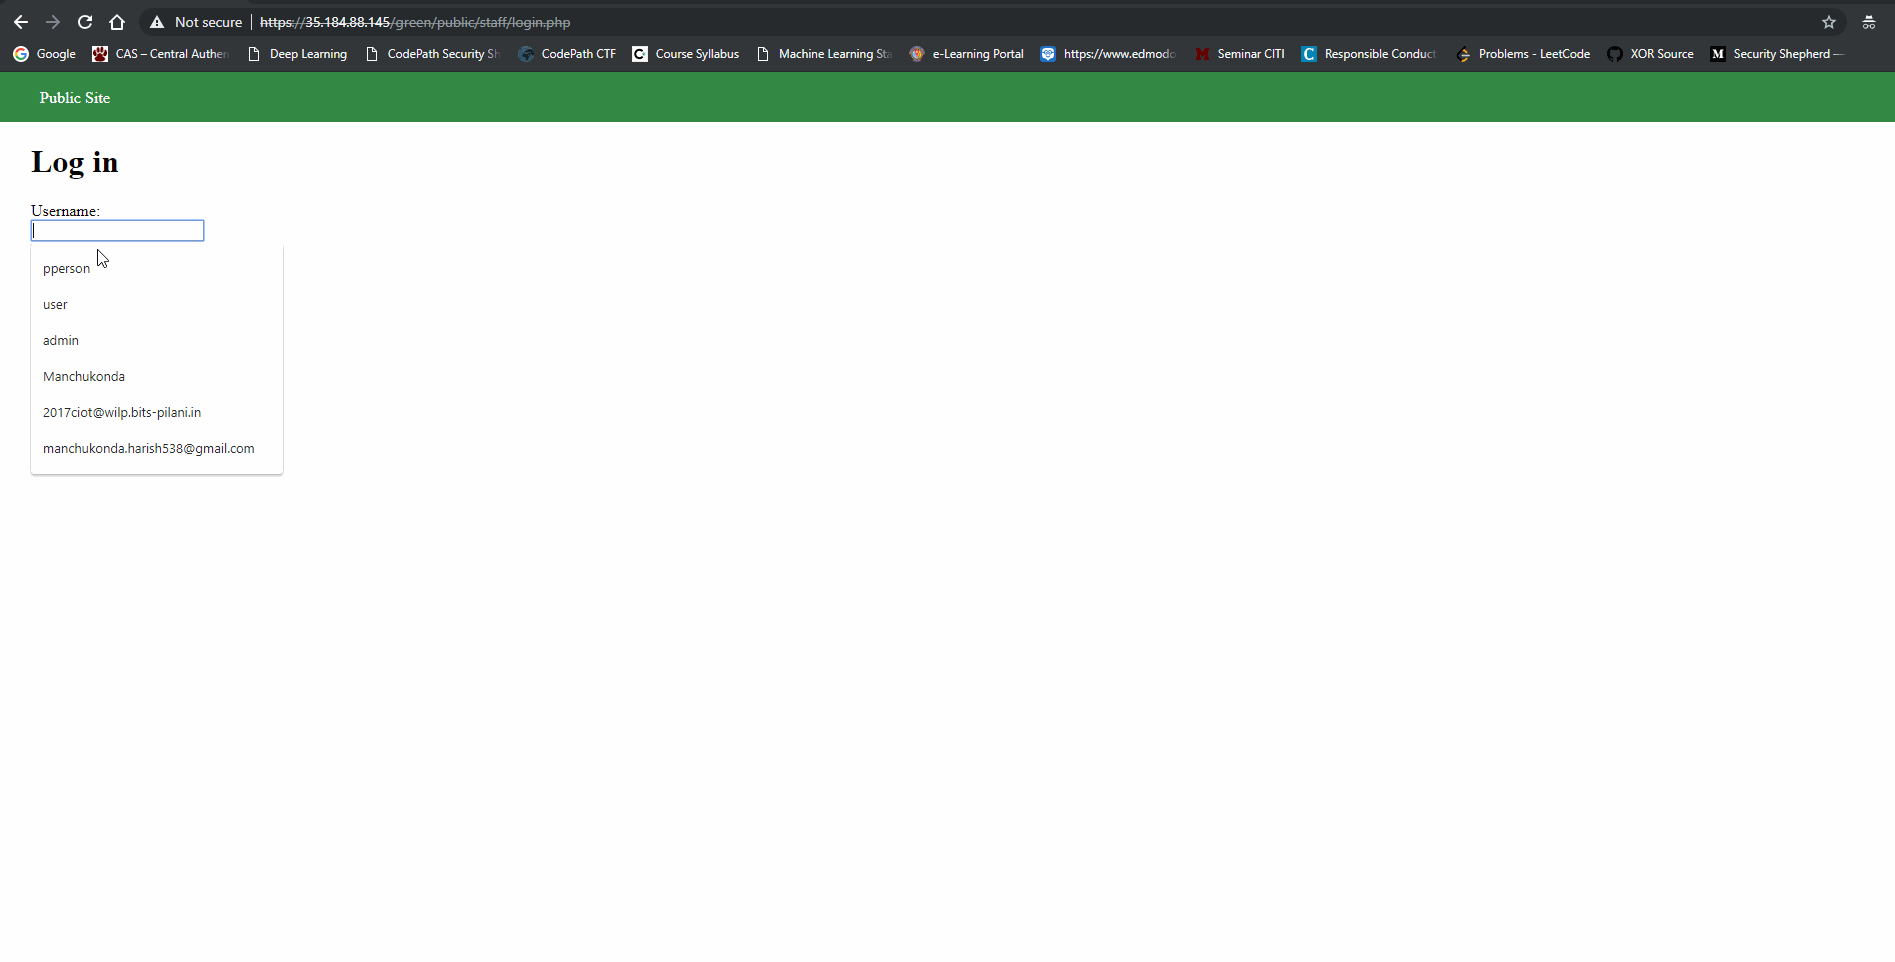 Not secure | https://35.184.88.145/green/public/staff/login.php
Google CAS – Central Authen Deep Learning CodePath Security Sh CodePath CTF Course Syllabus Machine Learning Sta e-Learning Portal https://www.edmodo Seminar CITI Responsible Conduct Problems - LeetCode XOR Source Security Shepherd —
Public Site
Log in
Username:
pperson
user
admin
Manchukonda
2017ciot@wilp.bits-pilani.in
manchukonda.harish538@gmail.com